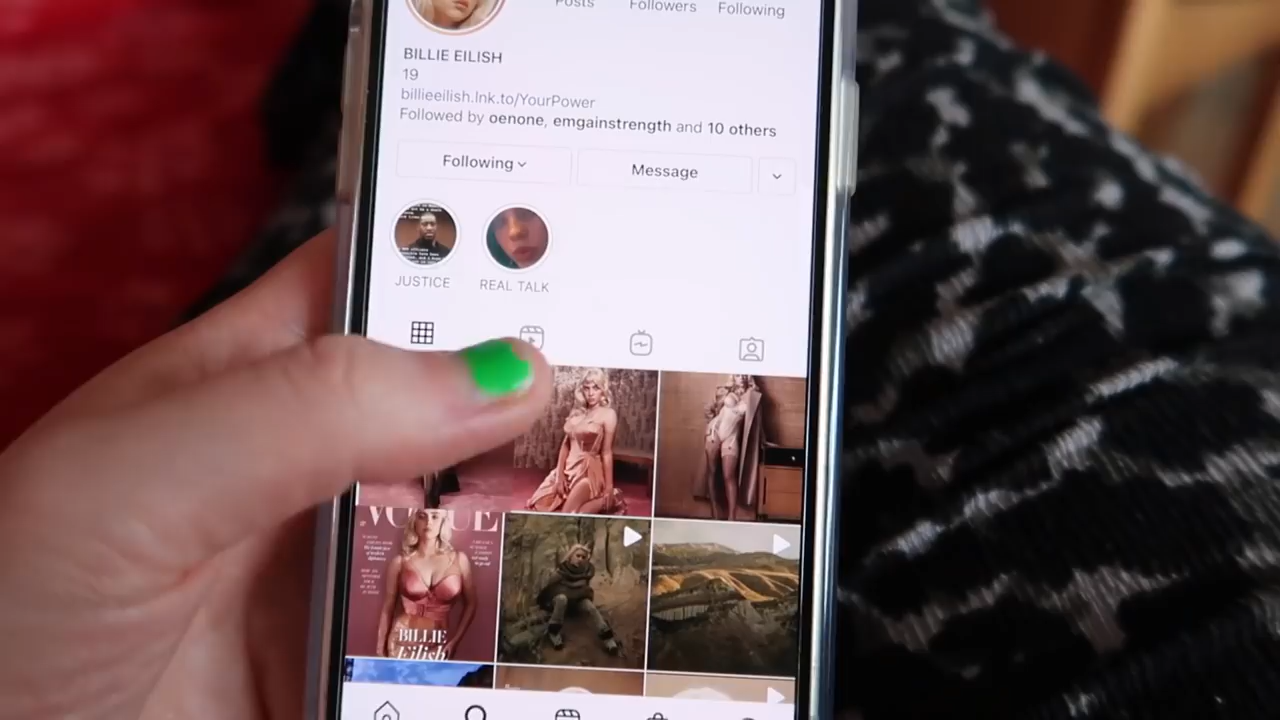 Posts Followers Following
BILLIE EILISH
19
billieeilish.lnk.to/YourPower
Followed by oenone, emgainstrength and 10 others
Following Message
JUSTICE REAL TALK
VOGUE
BILLIE
Eilish